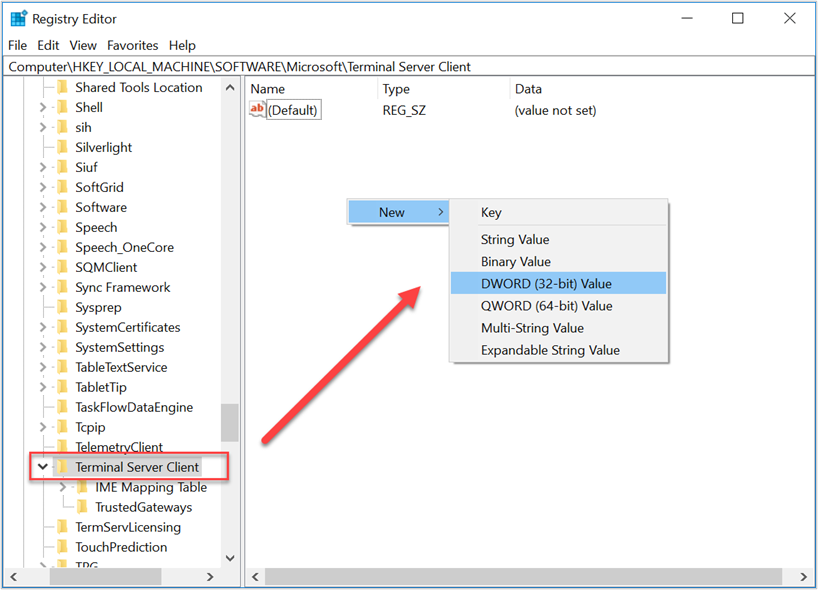 Registry Editor
File Edit View Favorites Help
Computer\HKEY_LOCAL_MACHINE\SOFTWARE\Microsoft\Terminal Server Client
Shared Tools Location
Shell
sih
Silverlight
Siuf
SoftGrid
Software
Speech
Speech_OneCore
SQMClient
Sync Framework
Sysprep
SystemCertificates
SystemSettings
TableTextService
TabletTip
TaskFlowDataEngine
Tcpip
TelemetryClient
Terminal Server Client
IME Mapping Table
TrustedGateways
TermServLicensing
TouchPrediction
TPG
Name Type Data
ab (Default) REG_SZ (value not set)
New
Key
String Value
Binary Value
DWORD (32-bit) Value
QWORD (64-bit) Value
Multi-String Value
Expandable String Value